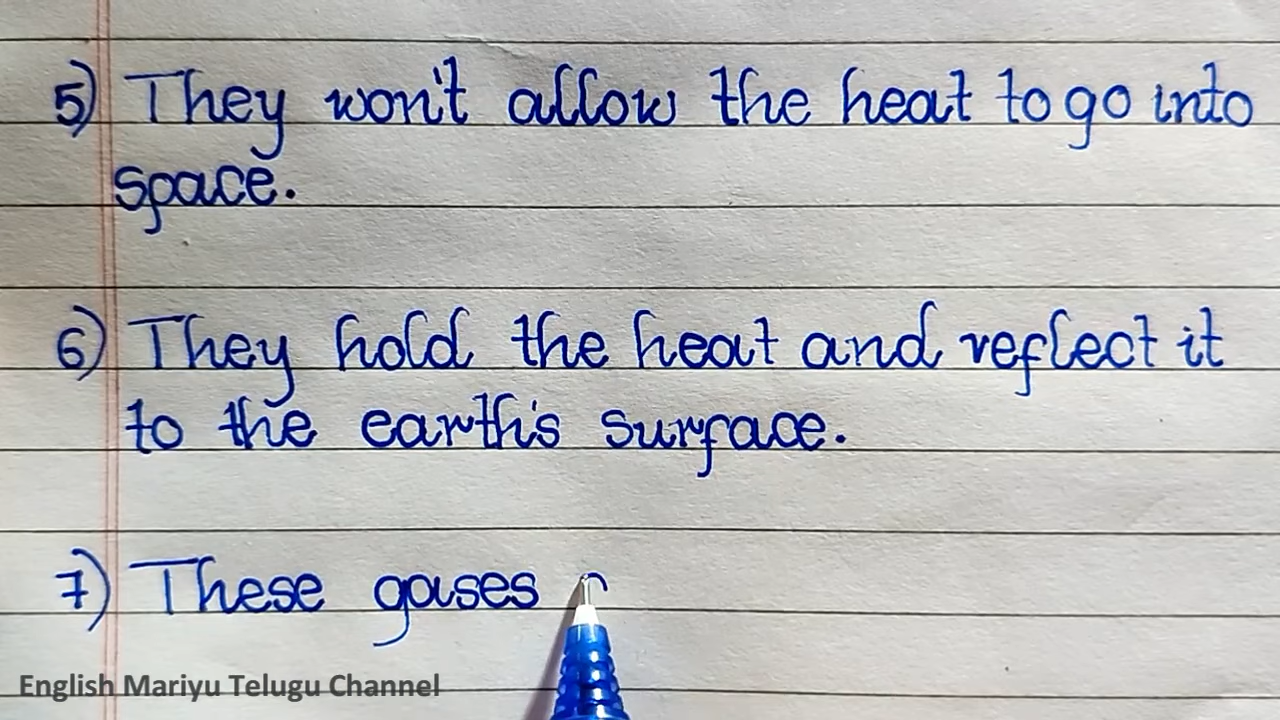 5) They won't allow the heat to go into
space.
6) They hold the heat and reflect it
to the earth's surface.
7) These gases
English Mariyu Telugu Channel